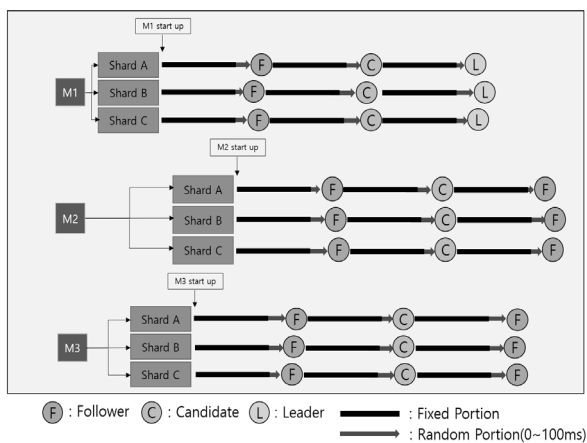 M1 start up
M1
Shard A
F
C
L
Shard B
F
C
L
Shard C
F
C
L
M2 start up
M2
Shard A
F
C
F
Shard B
F
C
F
Shard C
F
C
F
M3 start up
M3
Shard A
F
C
F
Shard B
F
C
F
Shard C
F
C
F
F : Follower C : Candidate L : Leader : Fixed Portion
: Random Portion(0~100ms)